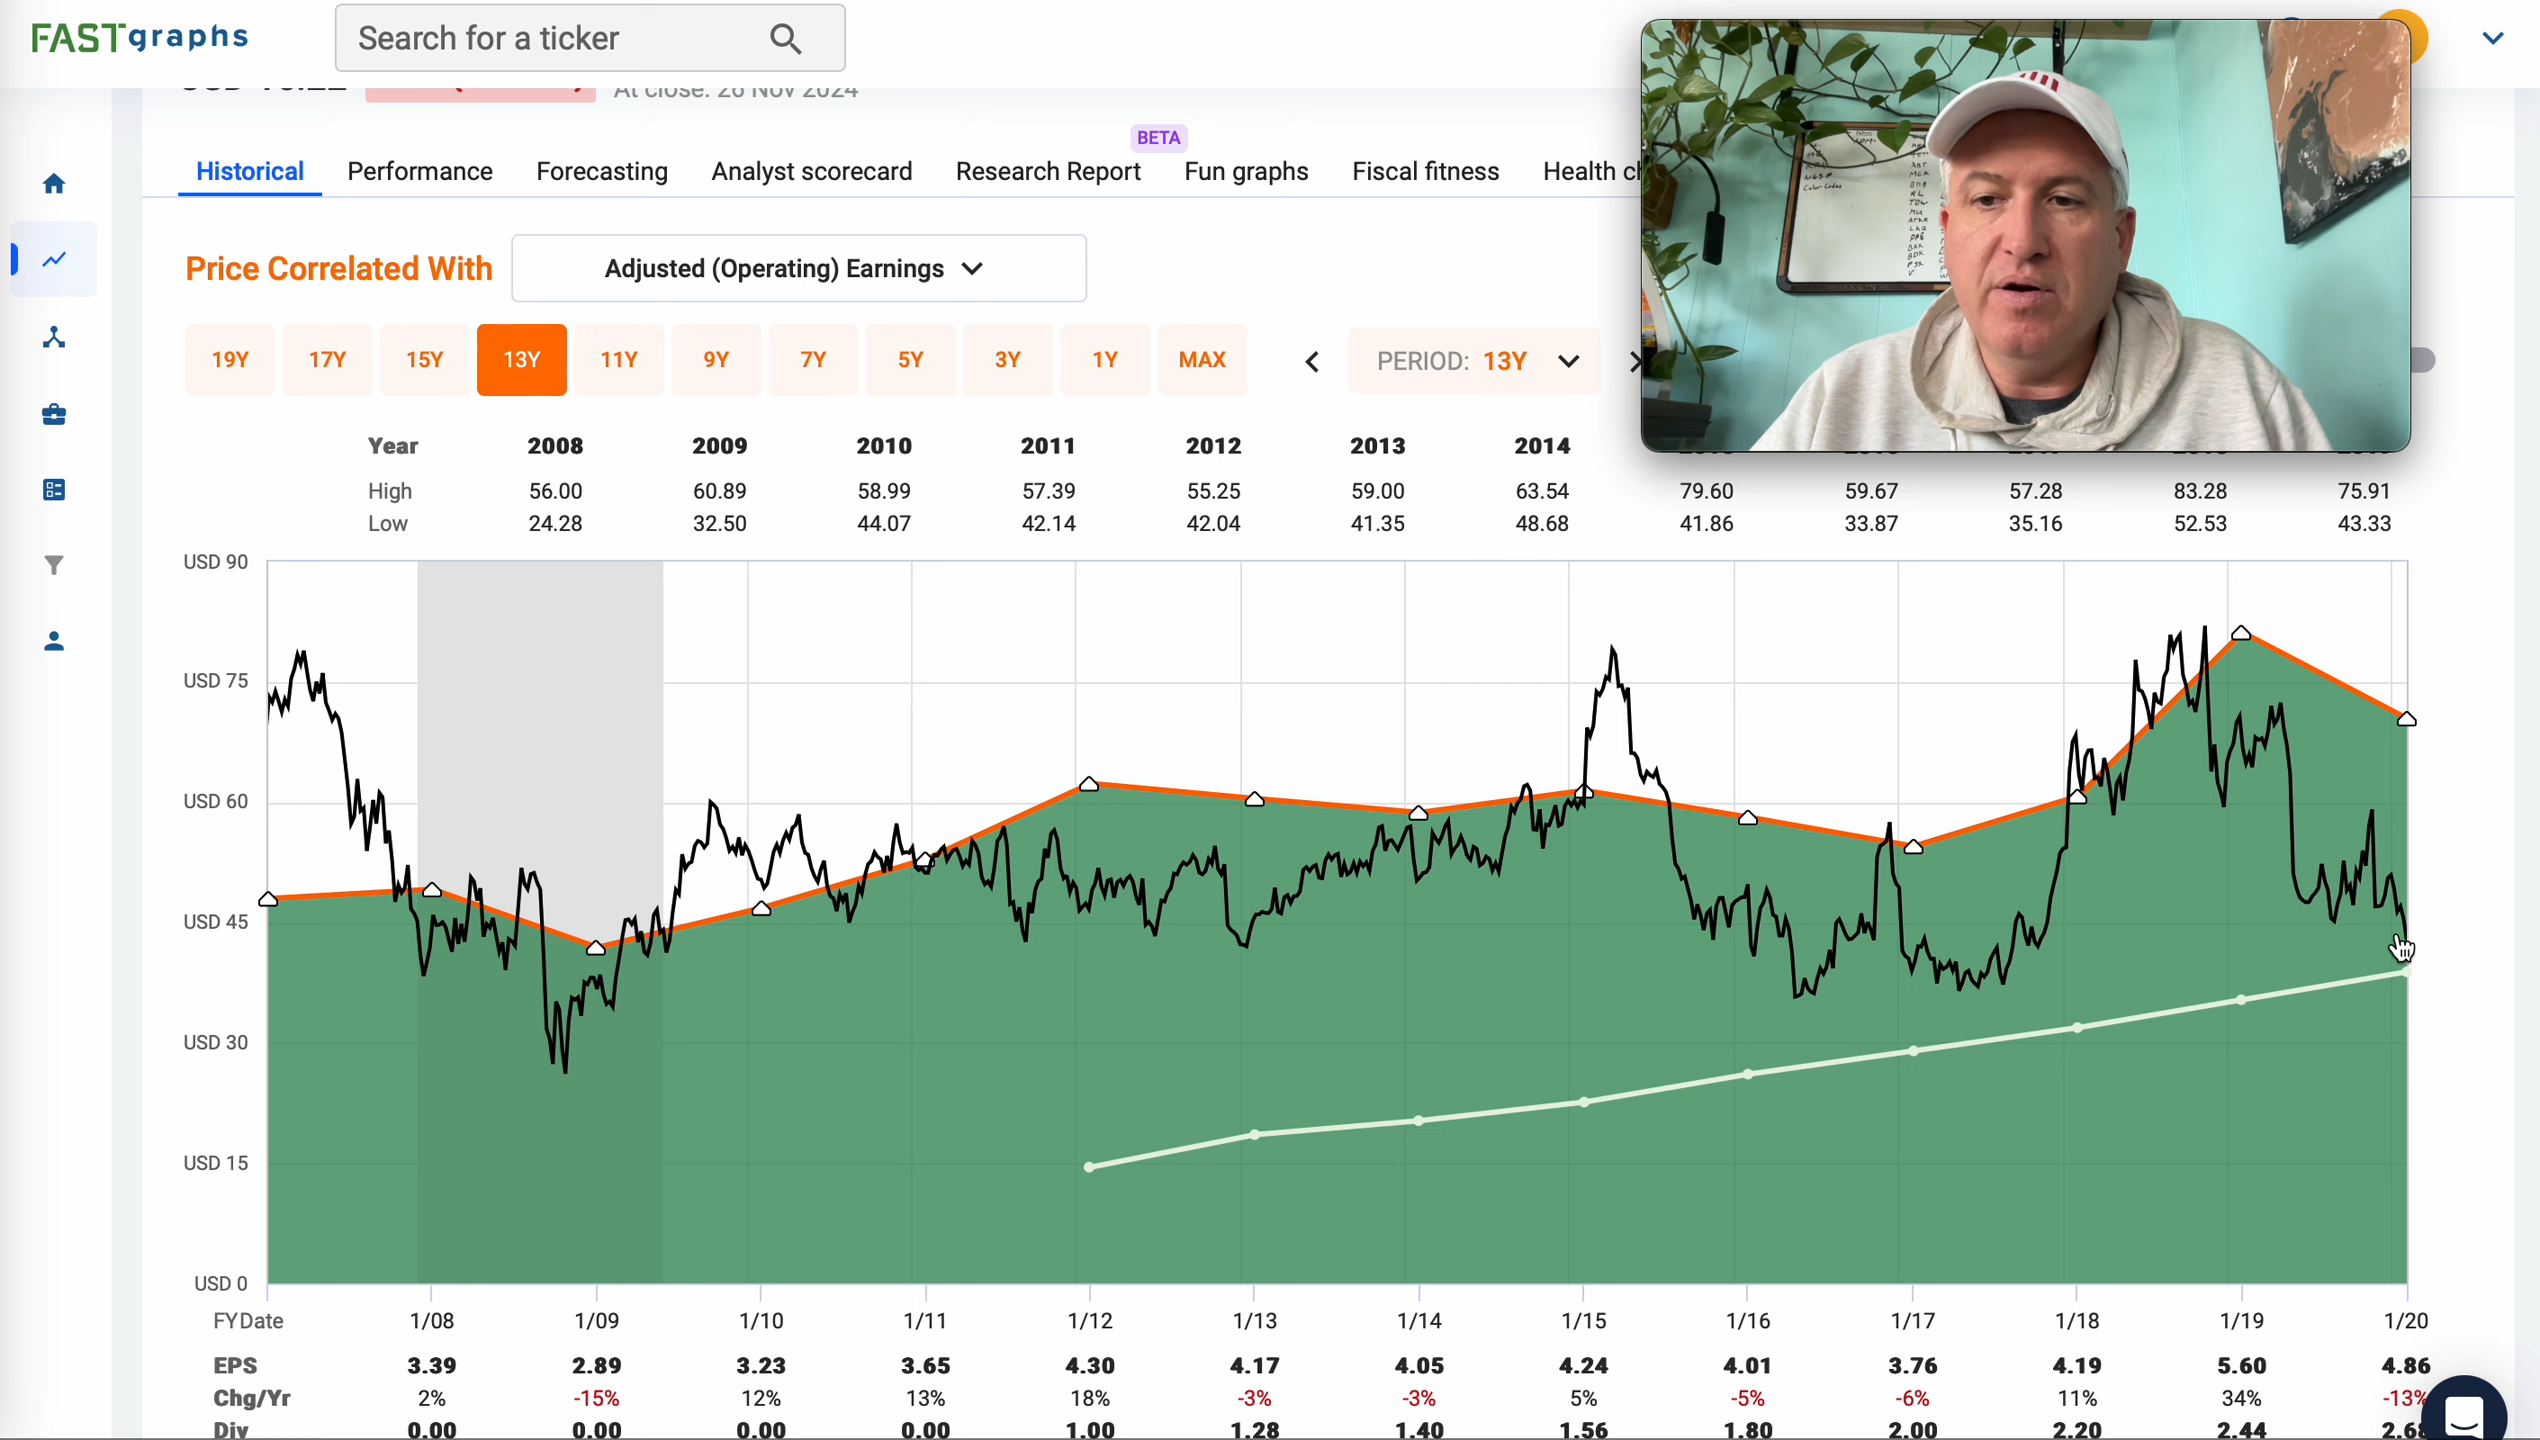 FASTgraphs
Search for a ticker
At close: 26 Nov 2024
BETA
Historical Performance Forecasting Analyst scorecard Research Report Fun graphs Fiscal fitness Health
Price Correlated With Adjusted (Operating) Earnings
19Y 17Y 15Y 13Y 11Y 9Y 7Y 5Y 3Y 1Y MAX PERIOD: 13Y
Year 2008 2009 2010 2011 2012 2013 2014
High 56.00 60.89 58.99 57.39 55.25 59.00 63.54 79.60 59.67 57.28 83.28 75.91
Low 24.28 32.50 44.07 42.14 42.04 41.35 48.68 41.86 33.87 35.16 52.53 43.33
USD 90
USD 75
USD 60
USD 45
USD 30
USD 15
USD 0
FYDate 1/08 1/09 1/10 1/11 1/12 1/13 1/14 1/15 1/16 1/17 1/18 1/19 1/20
EPS 3.39 2.89 3.23 3.65 4.30 4.17 4.05 4.24 4.01 3.76 4.19 5.60 4.86
Chg/Yr 2% -15% 12% 13% 18% -3% -3% 5% -5% -6% 11% 34% -13%
Div 0.00 0.00 0.00 0.00 1.00 1.28 1.40 1.56 1.80 2.00 2.20 2.44 2.68